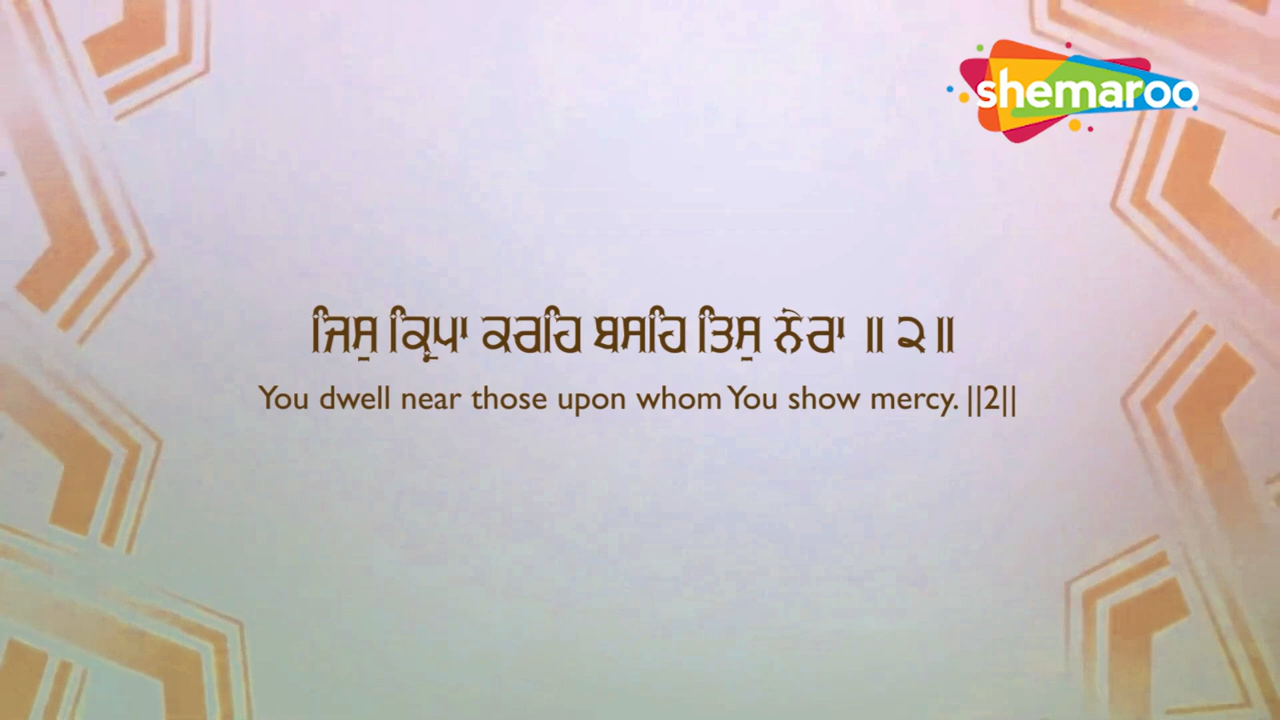 shemaroo
ਜਿਸੁ ਕ੍ਰਿਪਾ ਕਰਹਿ ਬਸਹਿ ਤਿਸੁ ਨੇਰਾ ॥੨॥
You dwell near those upon whom You show mercy. ||2||